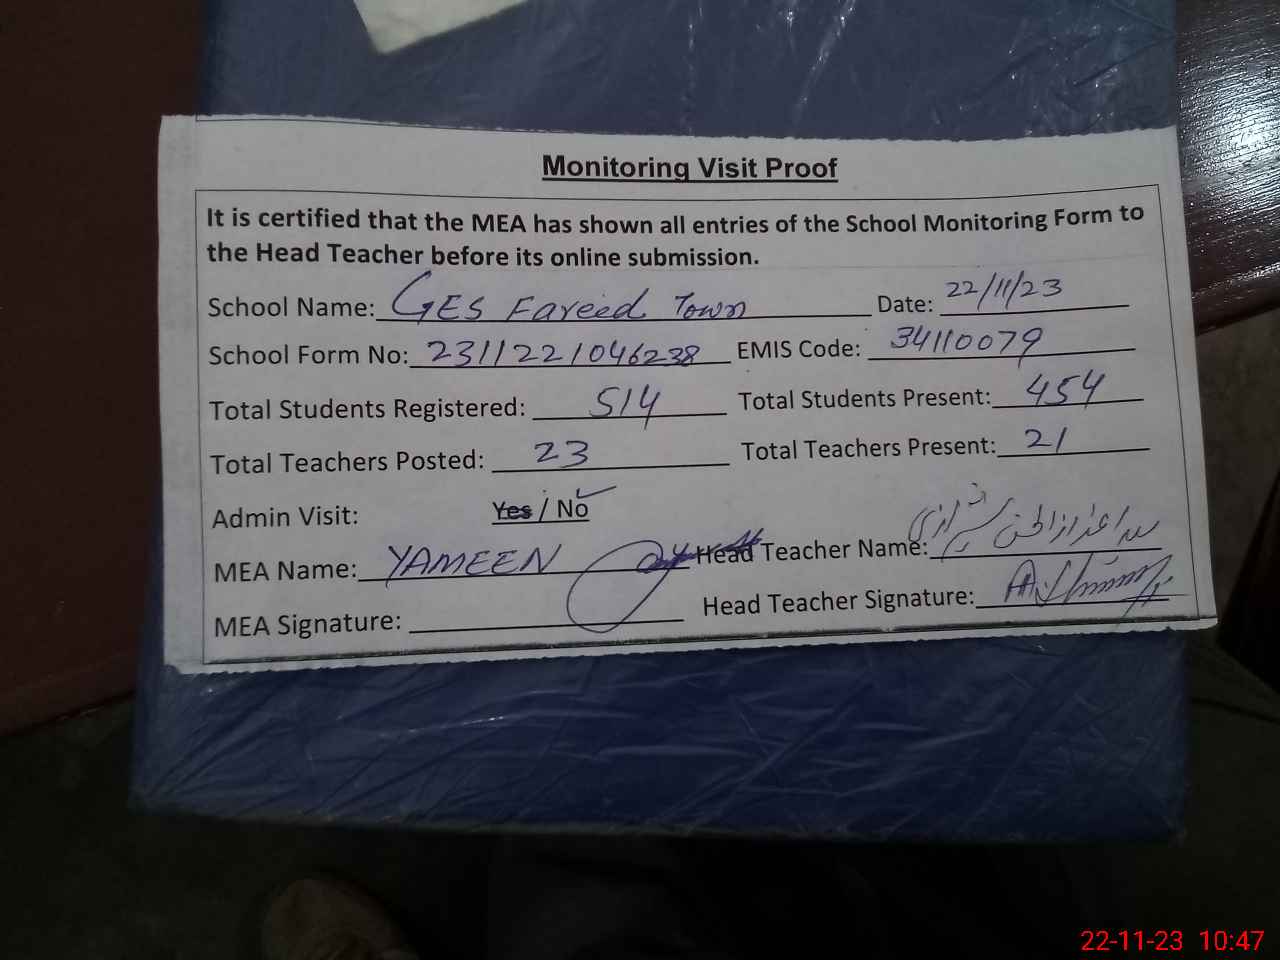 Monitoring Visit Proof
It is certified that the MEA has shown all entries of the School Monitoring Form to
the Head Teacher before its online submission.
School Name: GES Fareed Town Date: 22/11/23
School Form No: 2311221046238 EMIS Code: 34110079
Total Students Registered: 514 Total Students Present: 454
Total Teachers Posted: 23 Total Teachers Present: 21
Admin Visit: Yes / No
MEA Name: YAMEEN Head Teacher Name:
MEA Signature: Head Teacher Signature:
22-11-23 10:47